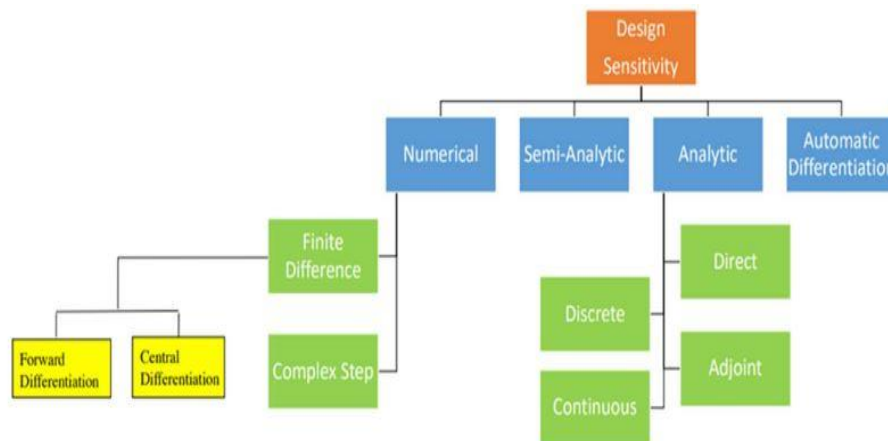 Design
Sensitivity
Numerical
Semi-Analytic
Analytic
Automatic
Differentiation
Finite
Difference
Direct
Discrete
Forward
Differentiation
Central
Differentiation
Complex Step
Adjoint
Continuous